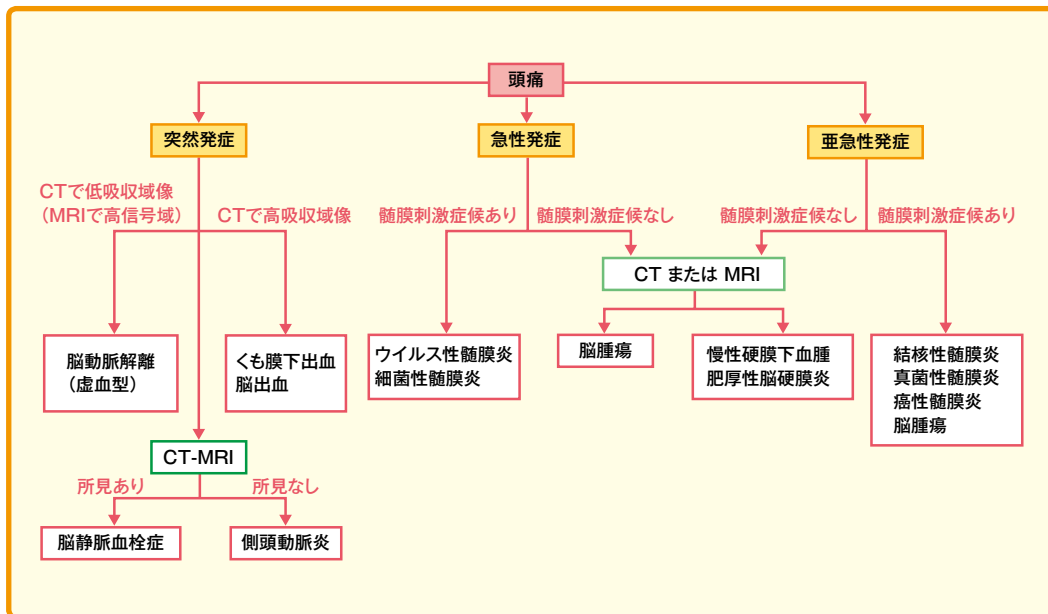 頭痛
突然発症
急性発症
亜急性発症
CTで低吸収域像
（MRIで高信号域）
CTで高吸収域像
髄膜刺激症候あり
髄膜刺激症候なし
髄膜刺激症候なし
髄膜刺激症候あり
CT または MRI
脳動脈解離
（虚血型）
くも膜下出血
脳出血
ウイルス性髄膜炎
細菌性髄膜炎
脳腫瘍
慢性硬膜下血腫
肥厚性脳硬膜炎
結核性髄膜炎
真菌性髄膜炎
癌性髄膜炎
脳腫瘍
CT-MRI
所見あり
所見なし
脳静脈血栓症
側頭動脈炎